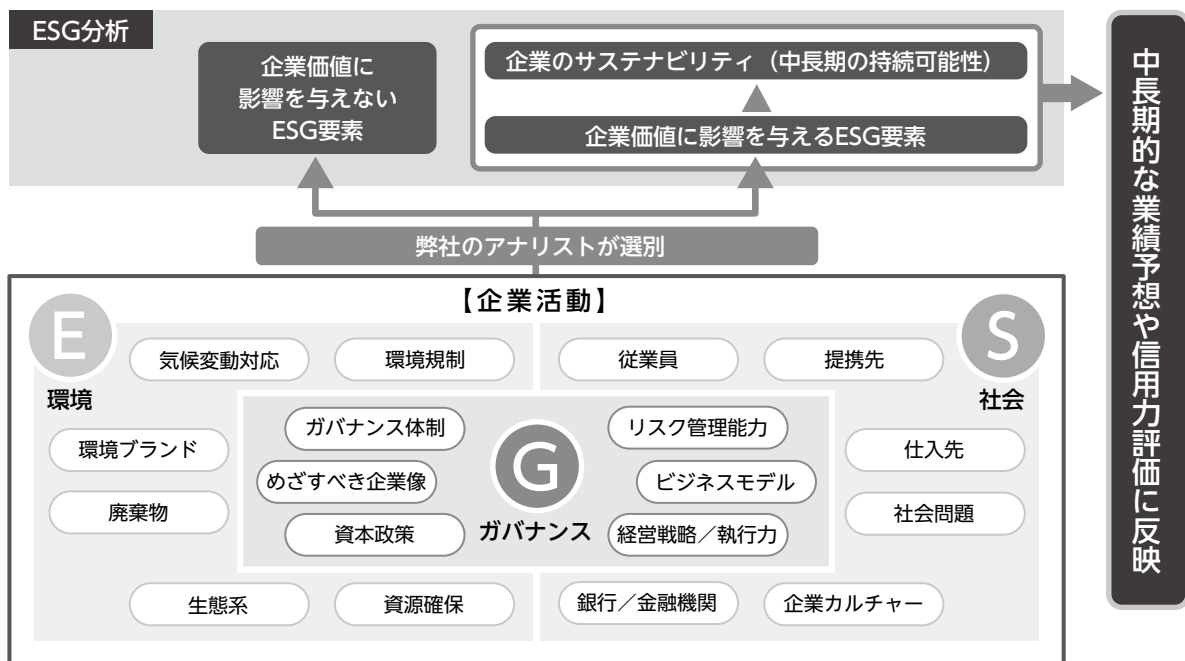 ESG分析
企業価値に
影響を与えない
ESG要素
企業のサステナビリティ（中長期の持続可能性）
企業価値に影響を与えるESG要素
中長期的な業績予想や信用力評価に反映
弊社のアナリストが選別
【企業活動】
E
環境
S
社会
気候変動対応
環境規制
従業員
提携先
環境ブランド
廃棄物
ガバナンス体制
めざすべき企業像
資本政策
G
ガバナンス
リスク管理能力
ビジネスモデル
経営戦略／執行力
仕入先
社会問題
生態系
資源確保
銀行／金融機関
企業カルチャー